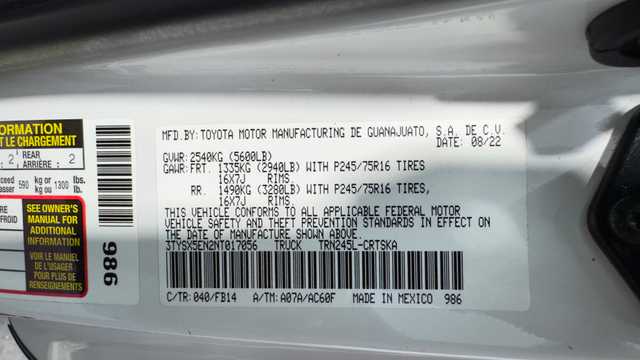 MFD.BY: TOYOTA MOTOR MANUFACTURING DE GUANAJUATO, S.A. DE C.V.
DATE: 08/22
GVWR: 2540KG (5600LB)
GAWR: FRT. 1335KG (2940LB) WITH P245/75R16 TIRES
16X7J RIMS,
RR. 1490KG (3280LB) WITH P245/75R16 TIRES,
16X7J RIMS.
THIS VEHICLE CONFORMS TO ALL APPLICABLE FEDERAL MOTOR
VEHICLE SAFETY AND THEFT PREVENTION STANDARDS IN EFFECT ON
THE DATE OF MANUFACTURE SHOWN ABOVE.
3TYSX5EN2NT017056 TRUCK TRN245L-CRTSKA
C/TR: 040/FB14 A/TM: A07A/AC60F MADE IN MEXICO 986
FORMATION
LE CHARGEMENT
2 REAR ARRIÈRE 2
590 kg or kg ou 1300 lbs. lb.
SEE OWNER'S
MANUAL FOR
ADDITIONAL
INFORMATION
VOIR LE MANUEL
DE L'USAGER
POUR PLUS DE
RENSEIGNEMENTS
986